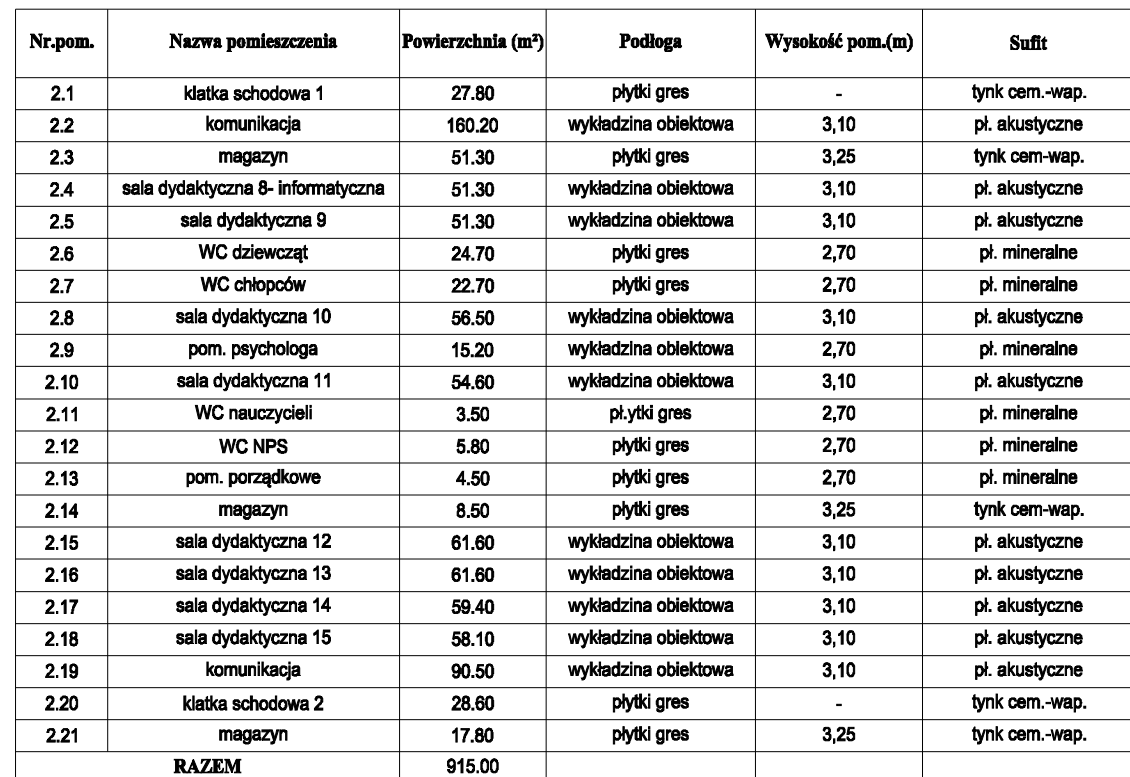 Nr.pom. Nazwa pomieszczenia Powierzchnia (m²) Podłoga Wysokość pom.(m) Sufit
2.1 klatka schodowa 1 27.80 płytki gres - tynk cem.-wap.
2.2 komunikacja 160.20 wykładzina obiektowa 3,10 pł. akustyczne
2.3 magazyn 51.30 płytki gres 3,25 tynk cem-wap.
2.4 sala dydaktyczna 8- informatyczna 51.30 wykładzina obiektowa 3,10 pł. akustyczne
2.5 sala dydaktyczna 9 51.30 wykładzina obiektowa 3,10 pł. akustyczne
2.6 WC dziewcząt 24.70 płytki gres 2,70 pł. mineralne
2.7 WC chłopców 22.70 płytki gres 2,70 pł. mineralne
2.8 sala dydaktyczna 10 56.50 wykładzina obiektowa 3,10 pł. akustyczne
2.9 pom. psychologa 15.20 wykładzina obiektowa 2,70 pł. mineralne
2.10 sala dydaktyczna 11 54.60 wykładzina obiektowa 3,10 pł. akustyczne
2.11 WC nauczycieli 3.50 pł.ytki gres 2,70 pł. mineralne
2.12 WC NPS 5.80 płytki gres 2,70 pł. mineralne
2.13 pom. porządkowe 4.50 płytki gres 2,70 pł. mineralne
2.14 magazyn 8.50 płytki gres 3,25 tynk cem-wap.
2.15 sala dydaktyczna 12 61.60 wykładzina obiektowa 3,10 pł. akustyczne
2.16 sala dydaktyczna 13 61.60 wykładzina obiektowa 3,10 pł. akustyczne
2.17 sala dydaktyczna 14 59.40 wykładzina obiektowa 3,10 pł. akustyczne
2.18 sala dydaktyczna 15 58.10 wykładzina obiektowa 3,10 pł. akustyczne
2.19 komunikacja 90.50 wykładzina obiektowa 3,10 pł. akustyczne
2.20 klatka schodowa 2 28.60 płytki gres - tynk cem.-wap.
2.21 magazyn 17.80 płytki gres 3,25 tynk cem.-wap.
RAZEM 915.00